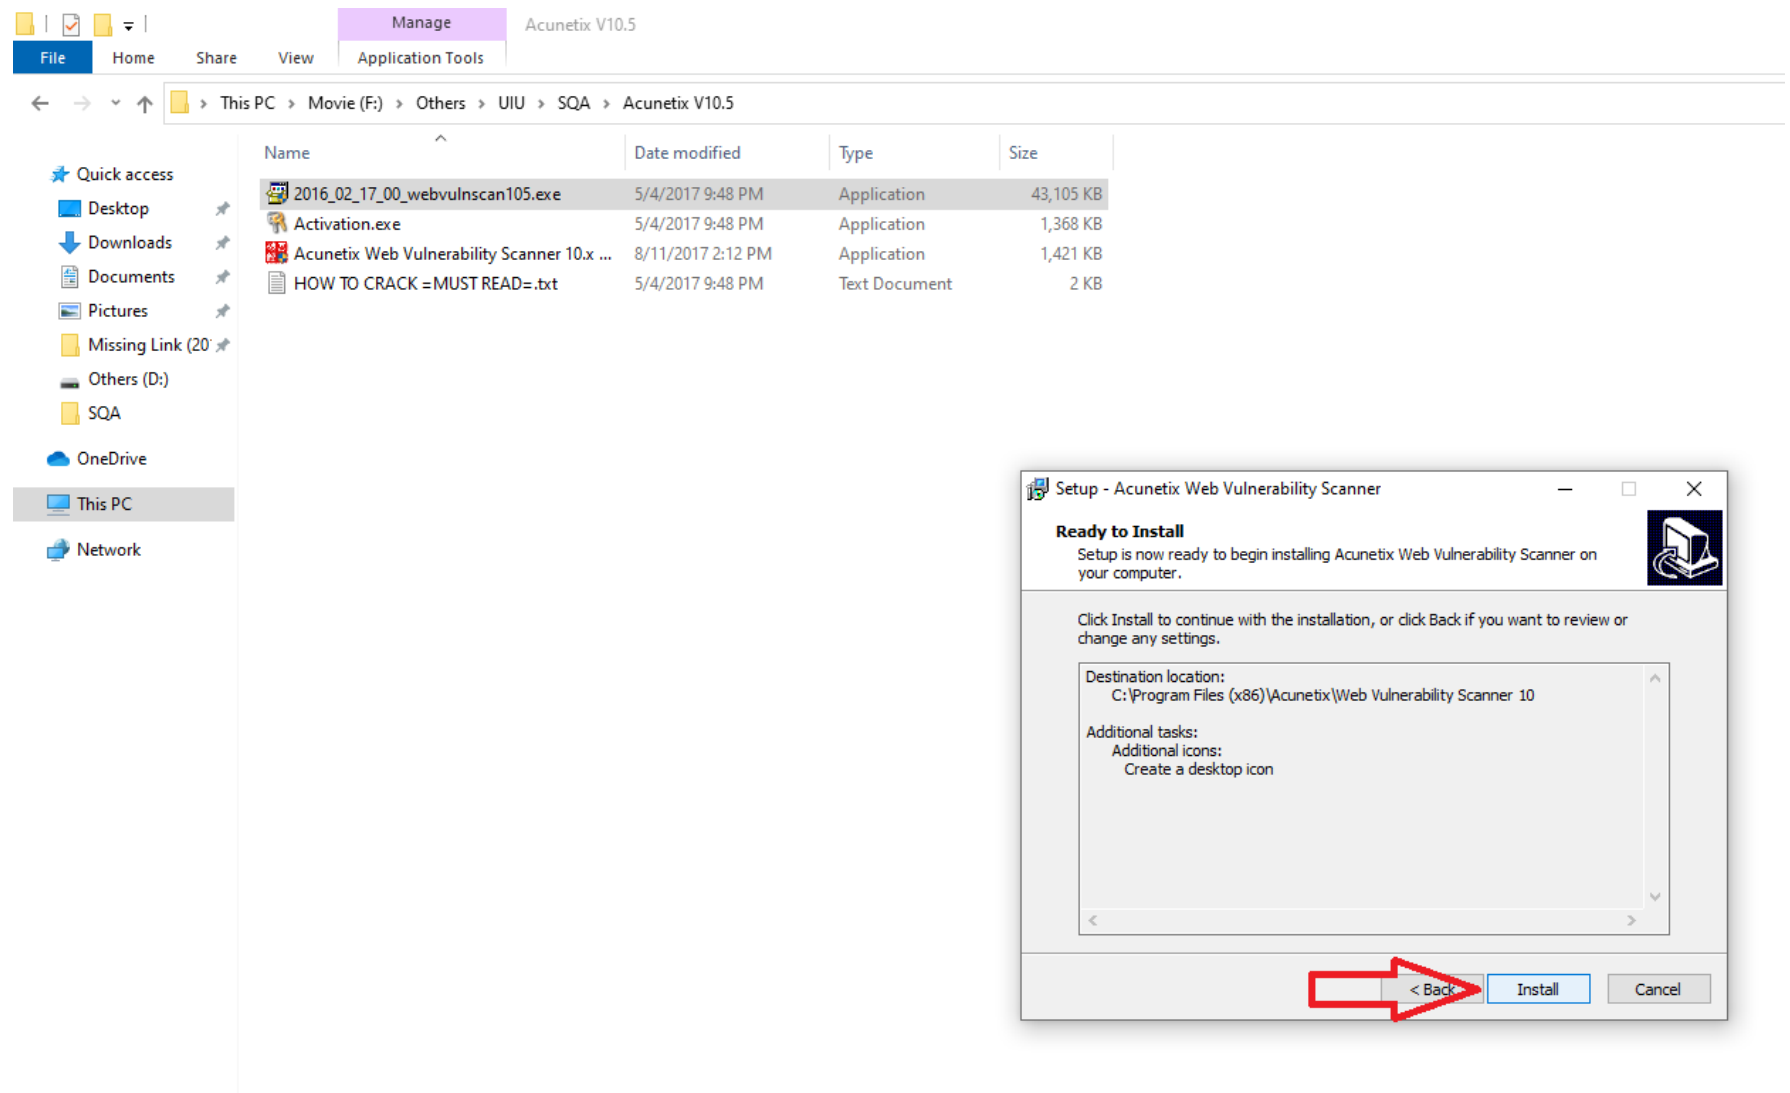 Manage
Acunetix V10.5
File
Home
Share
View
Application Tools
This PC > Movie (F:) > Others > UIU > SQA > Acunetix V10.5
Name
Date modified
Type
Size
Quick access
Desktop
Downloads
Documents
Pictures
Missing Link (20
Others (D:)
SQA
OneDrive
This PC
Network
2016_02_17_00_webvulnscan105.exe 5/4/2017 9:48 PM Application 43,105 KB
Activation.exe 5/4/2017 9:48 PM Application 1,368 KB
Acunetix Web Vulnerability Scanner 10.x ... 8/11/2017 2:12 PM Application 1,421 KB
HOW TO CRACK =MUST READ=.txt 5/4/2017 9:48 PM Text Document 2 KB
Setup - Acunetix Web Vulnerability Scanner
Ready to Install
Setup is now ready to begin installing Acunetix Web Vulnerability Scanner on
your computer.
Click Install to continue with the installation, or click Back if you want to review or
change any settings.
Destination location:
C:\Program Files (x86)\Acunetix\Web Vulnerability Scanner 10
Additional tasks:
Additional icons:
Create a desktop icon
< Back
Install
Cancel